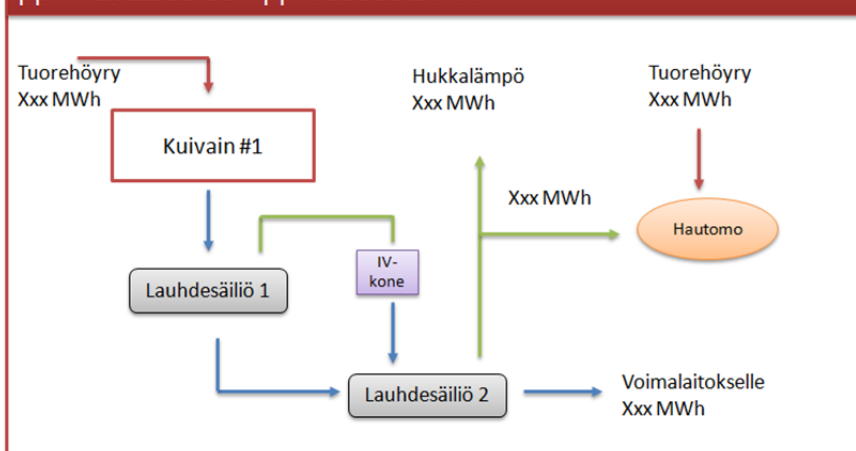 Tuorehöyry
Xxx MWh
Hukkalämpö
Xxx MWh
Tuorehöyry
Xxx MWh
Kuivain #1
Xxx MWh
Hautomo
IV-
kone
Lauhdesäiliö 1
Lauhdesäiliö 2
Voimalaitokselle
Xxx MWh